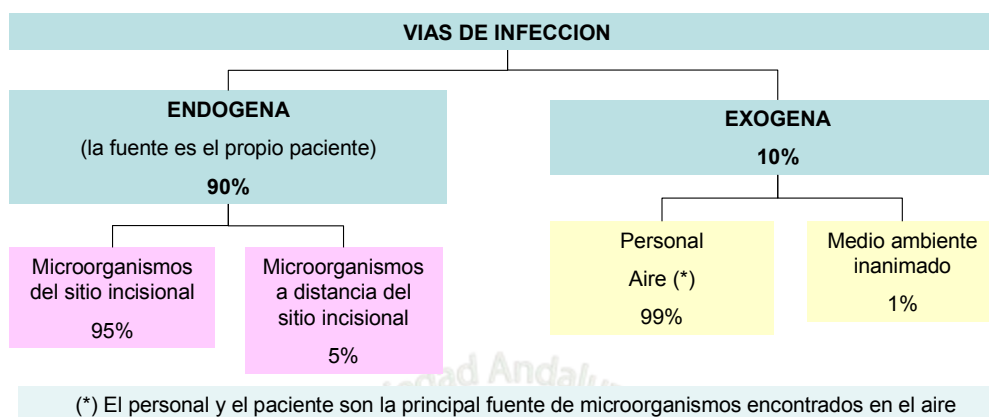 VIAS DE INFECCION
ENDOGENA
(la fuente es el propio paciente)
90%
EXOGENA
10%
Microorganismos
del sitio incisional
95%
Microorganismos
a distancia del
sitio incisional
5%
Personal
Aire (*)
99%
Medio ambiente
inanimado
1%
(*) El personal y el paciente son la principal fuente de microorganismos encontrados en el aire